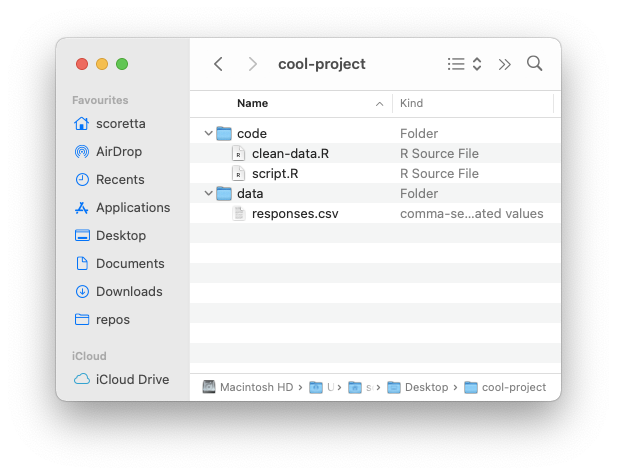 cool-project
Favourites
scoretta
AirDrop
Recents
Applications
Desktop
Documents
Downloads
repos
iCloud
iCloud Drive
Name Kind
code Folder
clean-data.R R Source File
script.R R Source File
data Folder
responses.csv comma-se...ated values
Macintosh HD › U › s › Desktop › cool-project